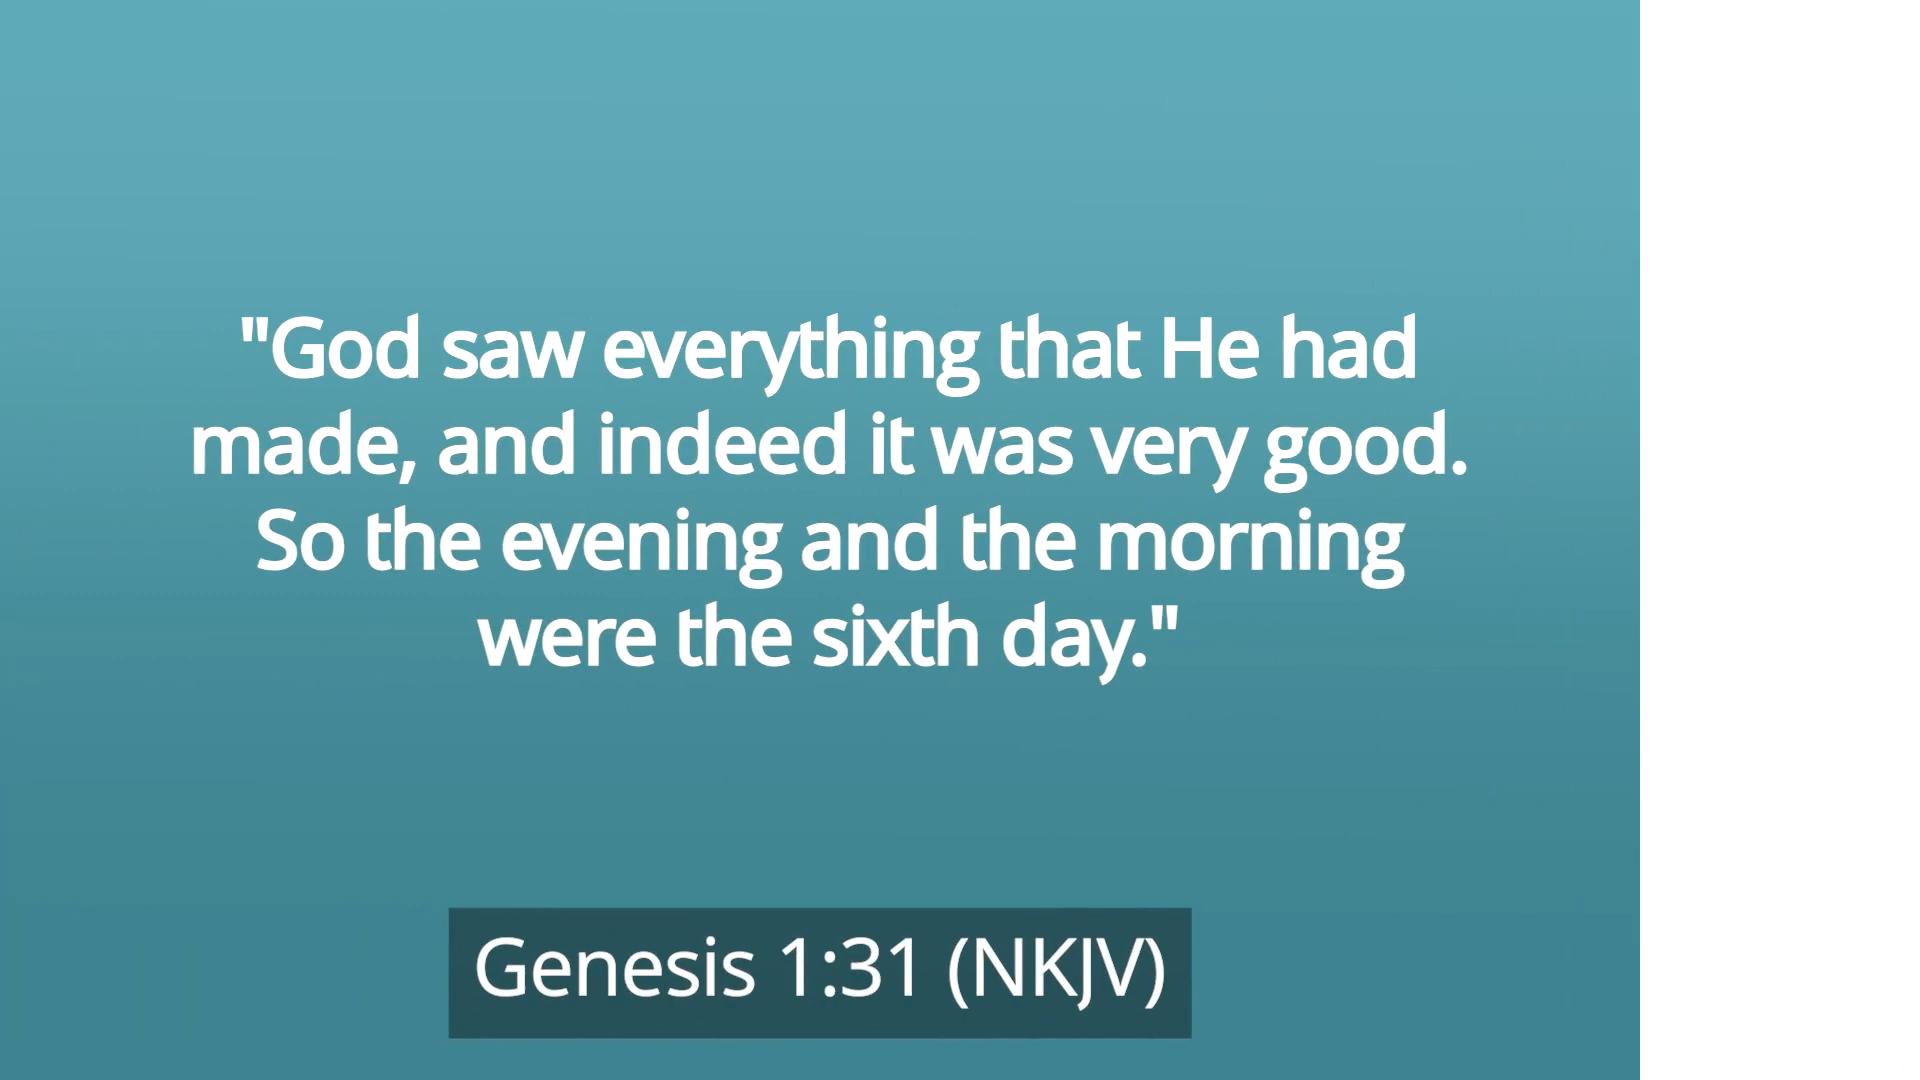 "God saw everything that He had
made, and indeed it was very good.
So the evening and the morning
were the sixth day."
Genesis 1:31 (NKJV)